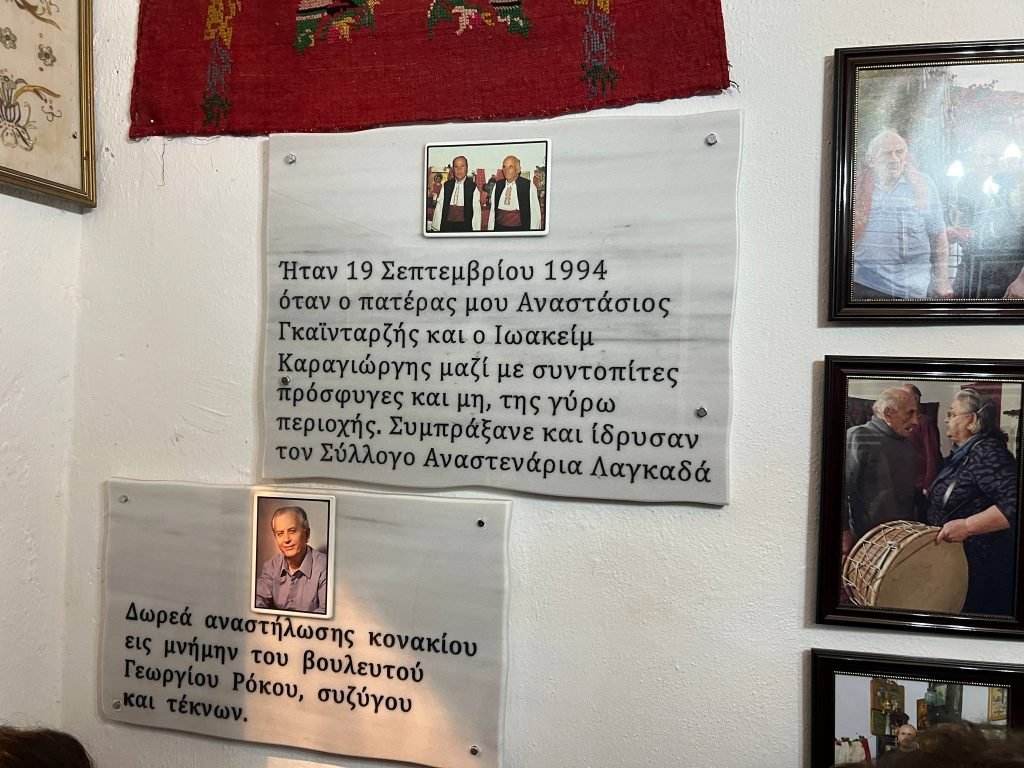 Ήταν 19 Σεπτεμβρίου 1994
όταν ο πατέρας μου Αναστάσιος
Γκαϊνταρζής και ο Ιωακείμ
Καραγιώργης μαζί με συντοπίτες
πρόσφυγες και μη, της γύρω
περιοχής. Συμπράξανε και ίδρυσαν
τον Σύλλογο Αναστενάρια Λαγκαδά
Δωρεά αναστήλωσης κονακίου
εις μνήμην του βουλευτού
Γεωργίου Ρόκου, συζύγου
και τέκνων.